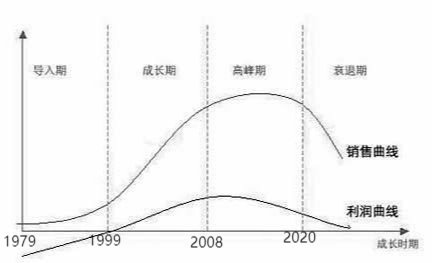 导入期
成长期
高峰期
衰退期
销售曲线
利润曲线
1979
1999
2008
2020
成长时期